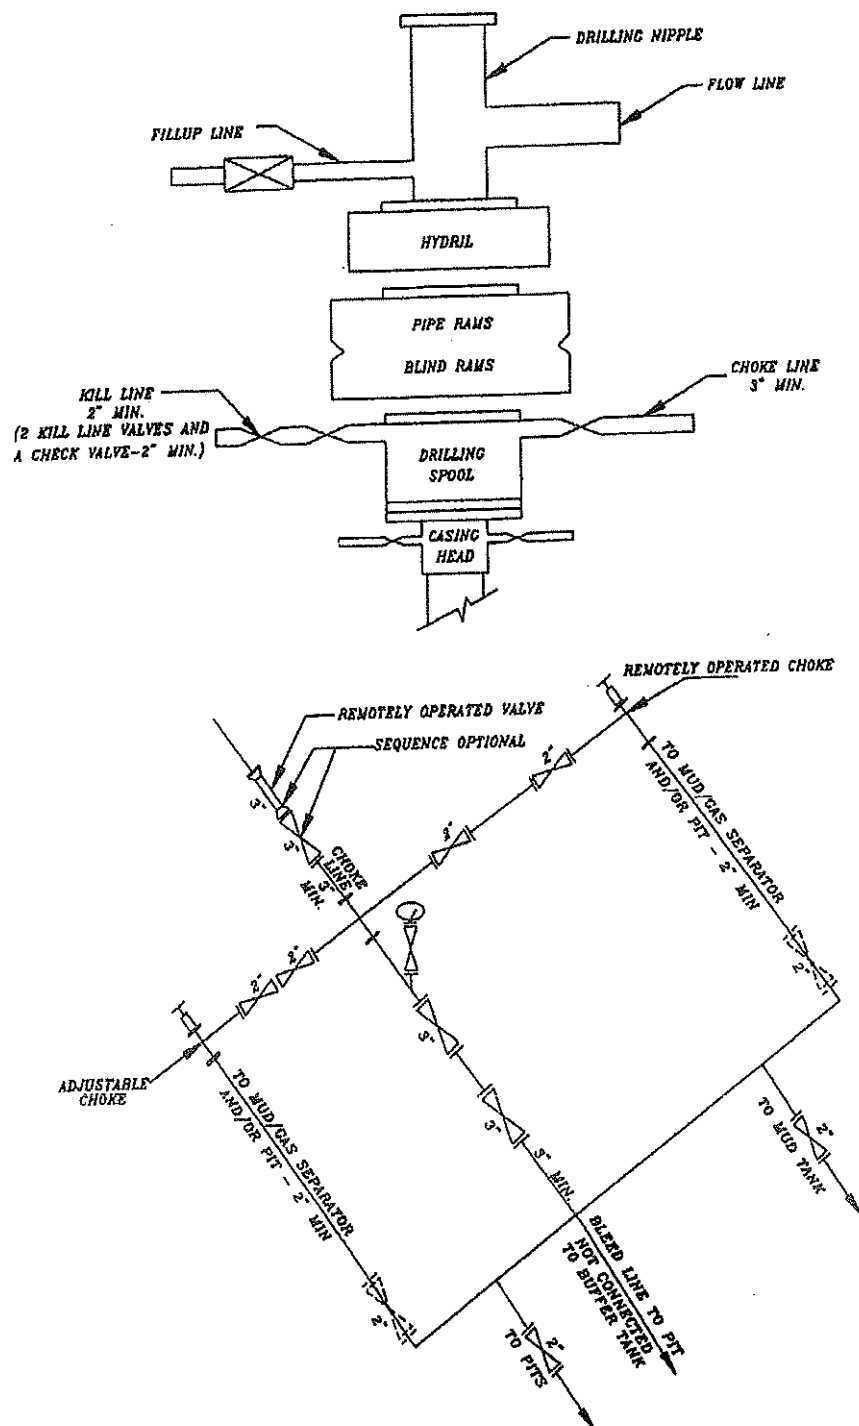 DRILLING NIPPLE
FLOW LINE
FILLUP LINE
HYDRIL
PIPE RAMS
BLIND RAMS
CHOKE LINE
3" MIN.
KILL LINE
2" MIN.
(2 KILL LINE VALVES AND
A CHECK VALVE-2" MIN.)
DRILLING
SPOOL
CASING
HEAD
REMOTELY OPERATED CHOKE
REMOTELY OPERATED VALVE
SEQUENCE OPTIONAL
3"
3"
CHOKE
LINE
3"
MIN.
2"
2"
TO MUD/GAS SEPARATOR
AND/OR PIT - 2" MIN
2"
2"
2"
ADJUSTABLE
CHOKE
TO MUD/GAS SEPARATOR
AND/OR PIT - 2" MIN
2"
3"
3"
3" MIN.
BLEED LINE TO PIT
NOT CONNECTED
TO BUFFER TANK
2"
TO MUD TANK
2"
TO PITS